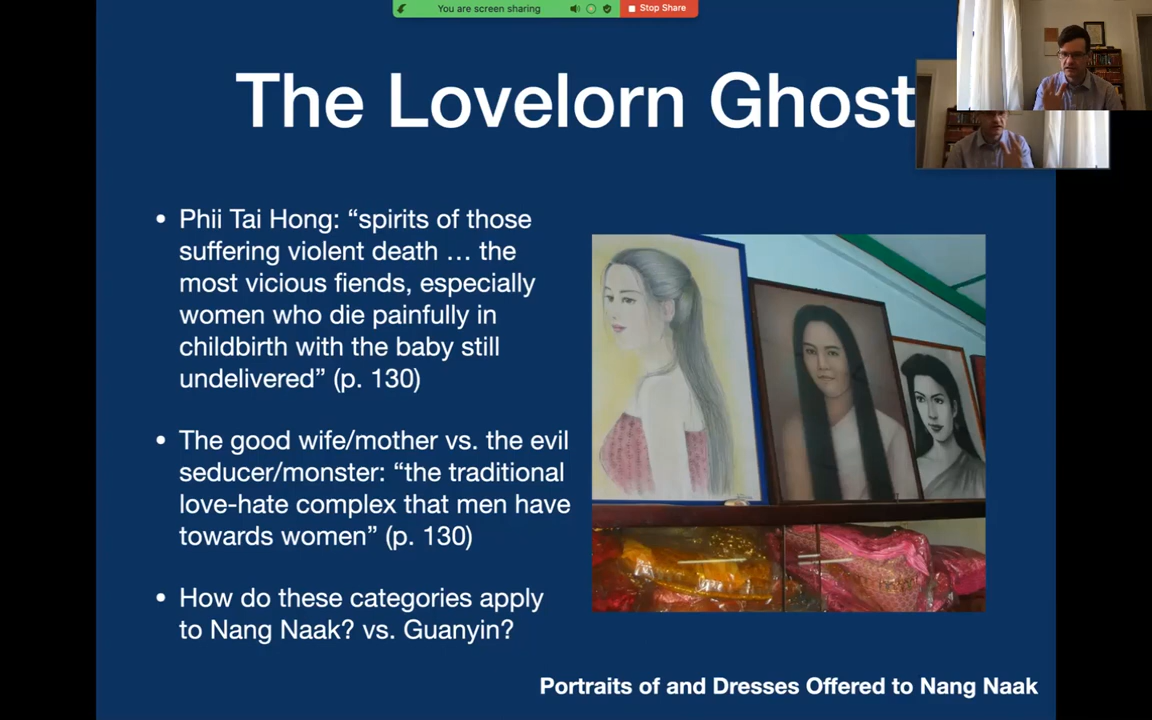 You are screen sharing
Stop Share
The Lovelorn Ghost
• Phii Tai Hong: “spirits of those
suffering violent death … the
most vicious fiends, especially
women who die painfully in
childbirth with the baby still
undelivered” (p. 130)
• The good wife/mother vs. the evil
seducer/monster: “the traditional
love-hate complex that men have
towards women” (p. 130)
• How do these categories apply
to Nang Naak? vs. Guanyin?
Portraits of and Dresses Offered to Nang Naak